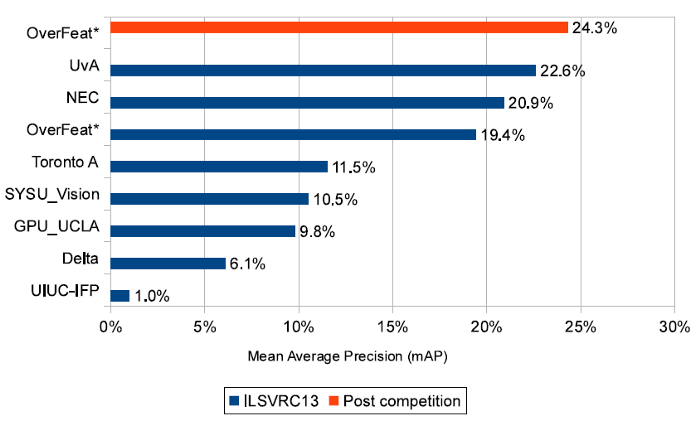 OverFeat* 24.3%
UvA 22.6%
NEC 20.9%
OverFeat* 19.4%
Toronto A 11.5%
SYSU_Vision 10.5%
GPU_UCLA 9.8%
Delta 6.1%
UIUC-IFP 1.0%
0% 5% 10% 15% 20% 25% 30%
Mean Average Precision (mAP)
ILSVRC13 Post competition